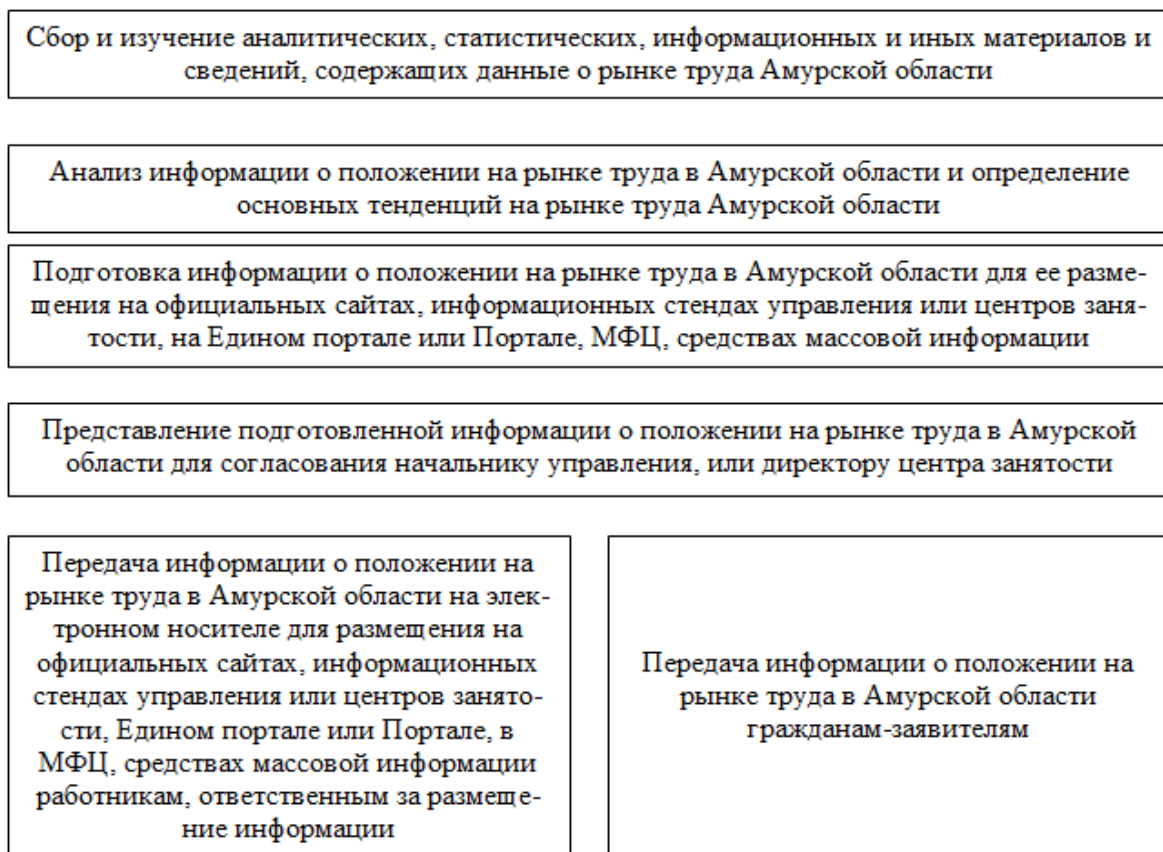 Сбор и изучение аналитических, статистических, информационных и иных материалов и
сведений, содержащих данные о рынке труда Амурской области
Анализ информации о положении на рынке труда в Амурской области и определение
основных тенденций на рынке труда Амурской области
Подготовка информации о положении на рынке труда в Амурской области для ее разме-
щения на официальных сайтах, информационных стендах управления или центров заня-
тости, на Едином портале или Портале, МФЦ, средствах массовой информации
Представление подготовленной информации о положении на рынке труда в Амурской
области для согласования начальнику управления, или директору центра занятости
Передача информации о положении на
рынке труда в Амурской области на элек-
тронном носителе для размещения на
официальных сайтах, информационных
стендах управления или центров занято-
сти, Едином портале или Портале, в
МФЦ, средствах массовой информации
работникам, ответственным за размеще-
ние информации
Передача информации о положении на
рынке труда в Амурской области
гражданам-заявителям